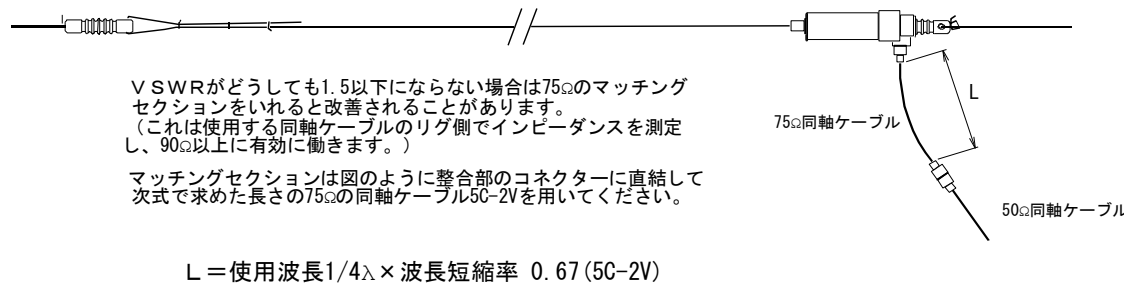 VSWRがどうしても1.5以下にならない場合は75Ωのマッチング
セクションをいれると改善されることがあります。
(これは使用する同軸ケーブルのリグ側でインピーダンスを測定
し、90Ω以上に有効に働きます。)
マッチングセクションは図のように整合部のコネクターに直結して
次式で求めた長さの75Ωの同軸ケーブル5C-2Vを用いてください。
L=使用波長1/4λ×波長短縮率 0.67(5C-2V)
L
75Ω同軸ケーブル
50Ω同軸ケーブル